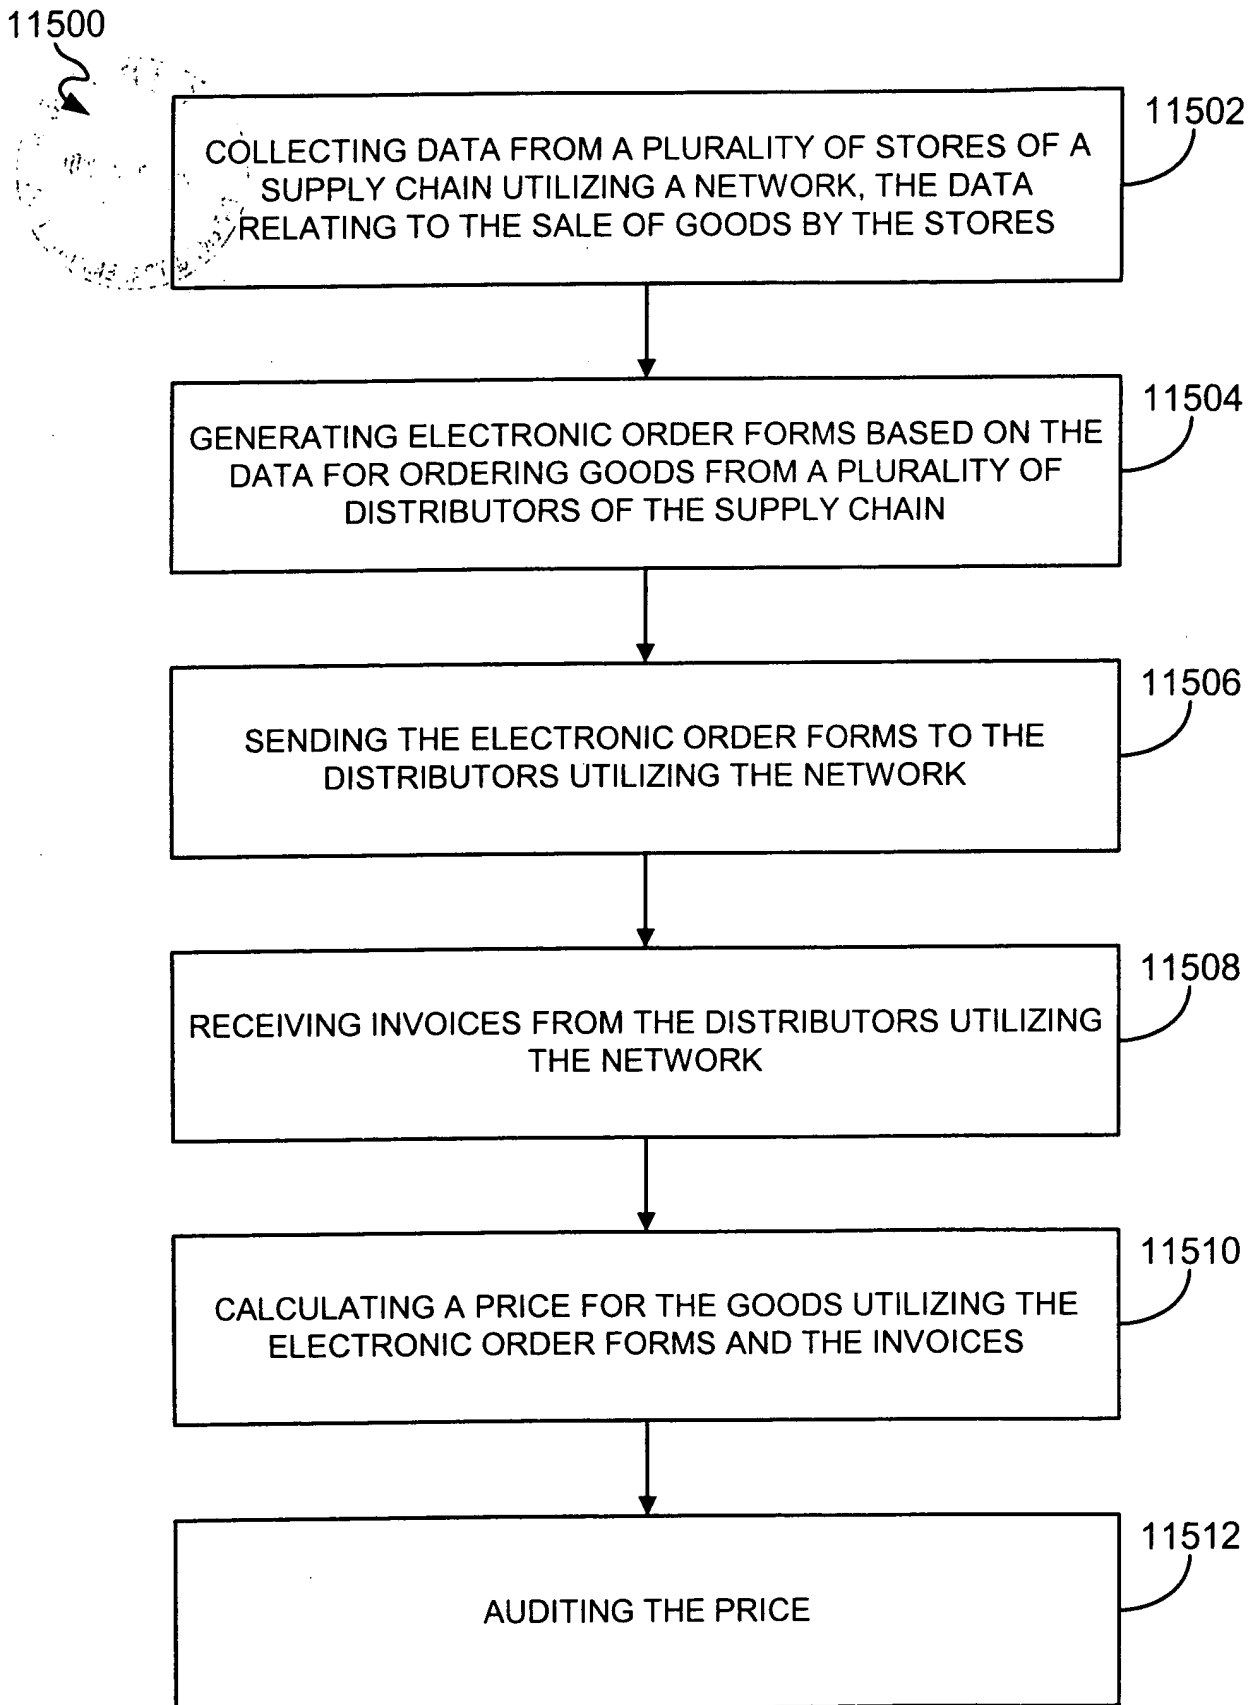 11500
11502
COLLECTING DATA FROM A PLURALITY OF STORES OF A
SUPPLY CHAIN UTILIZING A NETWORK, THE DATA
RELATING TO THE SALE OF GOODS BY THE STORES
11504
GENERATING ELECTRONIC ORDER FORMS BASED ON THE
DATA FOR ORDERING GOODS FROM A PLURALITY OF
DISTRIBUTORS OF THE SUPPLY CHAIN
11506
SENDING THE ELECTRONIC ORDER FORMS TO THE
DISTRIBUTORS UTILIZING THE NETWORK
11508
RECEIVING INVOICES FROM THE DISTRIBUTORS UTILIZING
THE NETWORK
11510
CALCULATING A PRICE FOR THE GOODS UTILIZING THE
ELECTRONIC ORDER FORMS AND THE INVOICES
11512
AUDITING THE PRICE